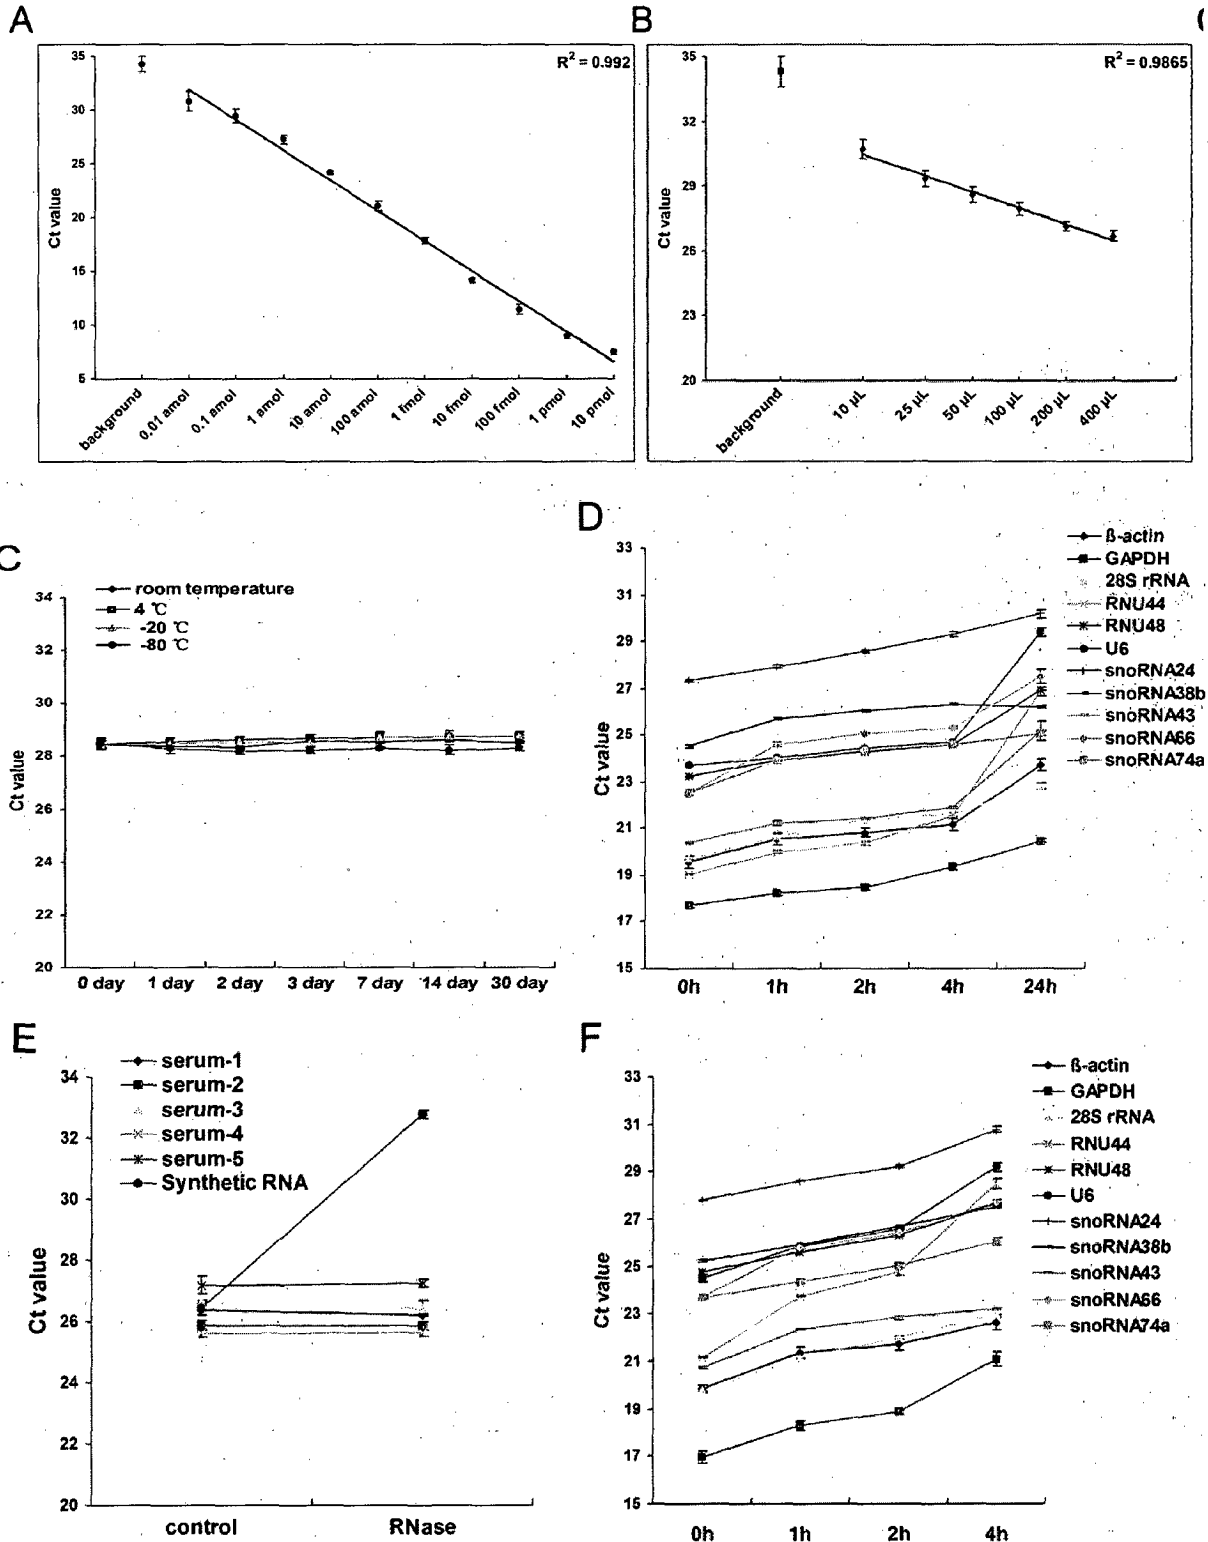 A
R² = 0.992
35
30
25
20
15
10
5
Ct value
background
0.01 amol
0.1 amol
1 amol
10 amol
100 amol
1 fmol
10 fmol
100 fmol
1 pmol
10 pmol
B
R² = 0.9865
35
32
29
26
23
20
Ct value
background
10 µL
25 µL
50 µL
100 µL
200 µL
400 µL
C
room temperature
4 ℃
-20 ℃
-80 ℃
34
32
30
28
26
24
22
20
Ct value
0 day
1 day
2 day
3 day
7 day
14 day
30 day
D
33
31
29
27
25
23
21
19
17
15
Ct value
0h
1h
2h
4h
24h
ß-actin
GAPDH
28S rRNA
RNU44
RNU48
U6
snoRNA24
snoRNA38b
snoRNA43
snoRNA66
snoRNA74a
E
serum-1
serum-2
serum-3
serum-4
serum-5
Synthetic RNA
34
32
30
28
26
24
22
20
Ct value
control
RNase
F
33
31
29
27
25
23
21
19
17
15
Ct value
0h
1h
2h
4h
ß-actin
GAPDH
28S rRNA
RNU44
RNU48
U6
snoRNA24
snoRNA38b
snoRNA43
snoRNA66
snoRNA74a